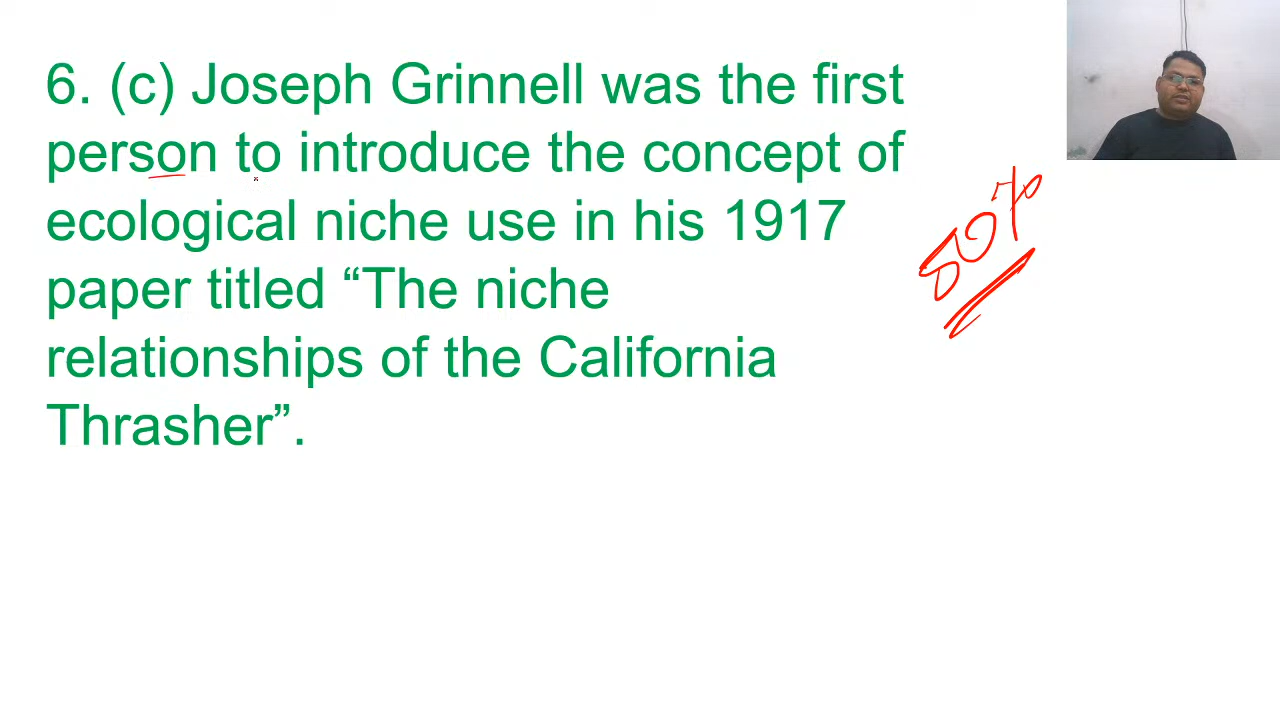 6. (c) Joseph Grinnell was the first
person to introduce the concept of
ecological niche use in his 1917
paper titled “The niche
relationships of the California
Thrasher”.
50%